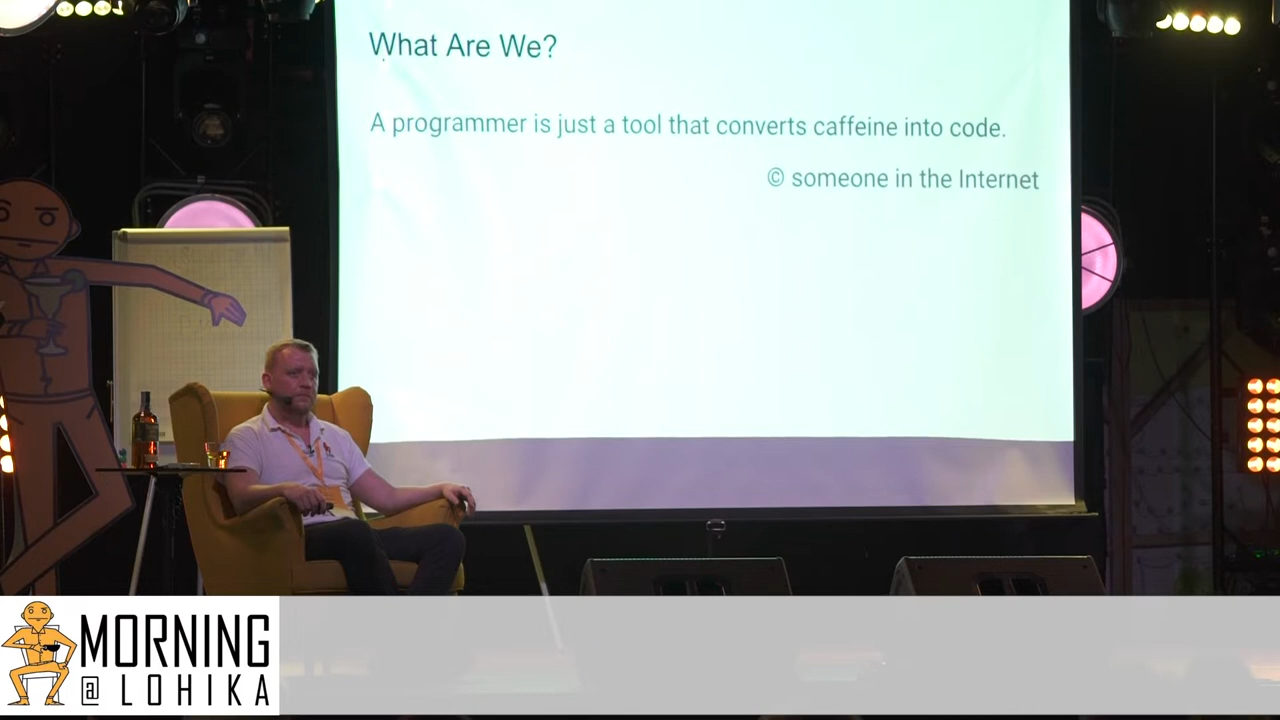 What Are We?
A programmer is just a tool that converts caffeine into code.
© someone in the Internet
MORNING
@ LOHIKA